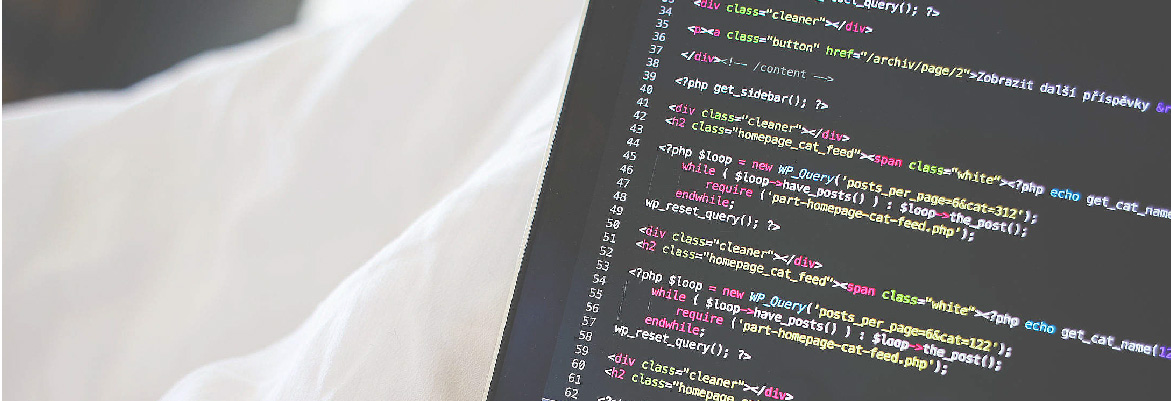 33
_query(); ?>
34 <div class="cleaner"></div>
35
36 <p><a class="button" href="/archiv/page/2">Zobrazit další příspěvky &r
37
38 </div><!-- /content -->
39
40 <?php get_sidebar(); ?>
41
42 <div class="cleaner"></div>
43 <h2 class="homepage_cat_feed"><span class="white"><?php echo get_cat_name
44
45 <?php $loop = new WP_Query('posts_per_page=6&cat=312');
46 while ( $loop->have_posts() ) : $loop->the_post();
47 require ('part-homepage-cat-feed.php');
48 endwhile;
49 wp_reset_query(); ?>
50
51 <div class="cleaner"></div>
52 <h2 class="homepage_cat_feed"><span class="white"><?php echo get_cat_name(12
53
54 <?php $loop = new WP_Query('posts_per_page=6&cat=122');
55 while ( $loop->have_posts() ) : $loop->the_post();
56 require ('part-homepage-cat-feed.php');
57 endwhile;
58 wp_reset_query(); ?>
59
60 <div class="cleaner"></div>
61 <h2 class="homepage_
62